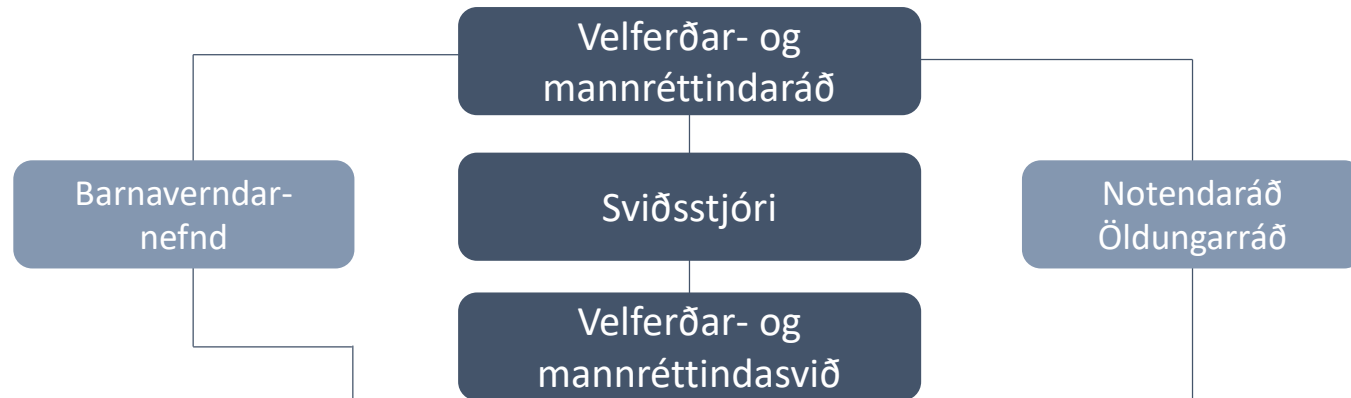 Velferðar- og
mannréttindaráð
Barnaverndar-
nefnd
Sviðsstjóri
Notendaráð
Öldungarráð
Velferðar- og
mannréttindasvið